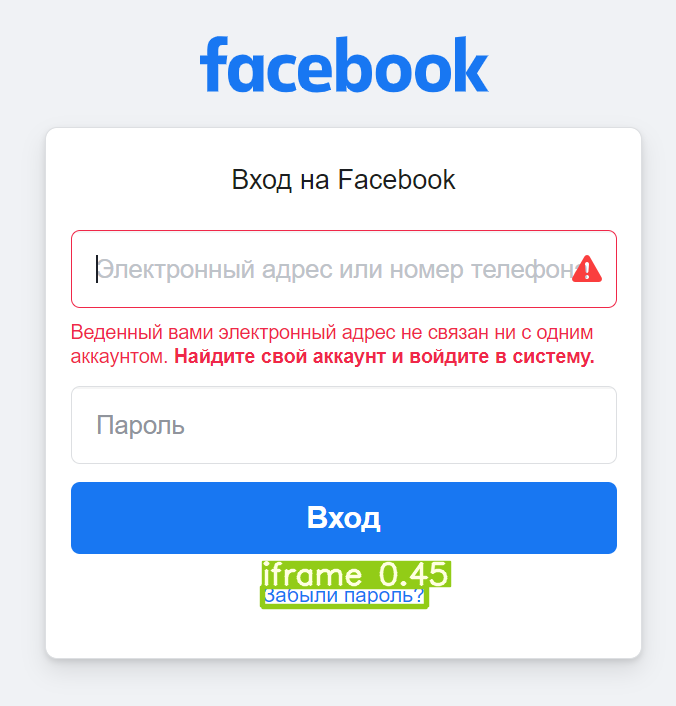 facebook
Вход на Facebook
Электронный адрес или номер телефона
Веденный вами электронный адрес не связан ни с одним
аккаунтом. Найдите свой аккаунт и войдите в систему.
Пароль
Вход
iframe 0.45
Забыли пароль?